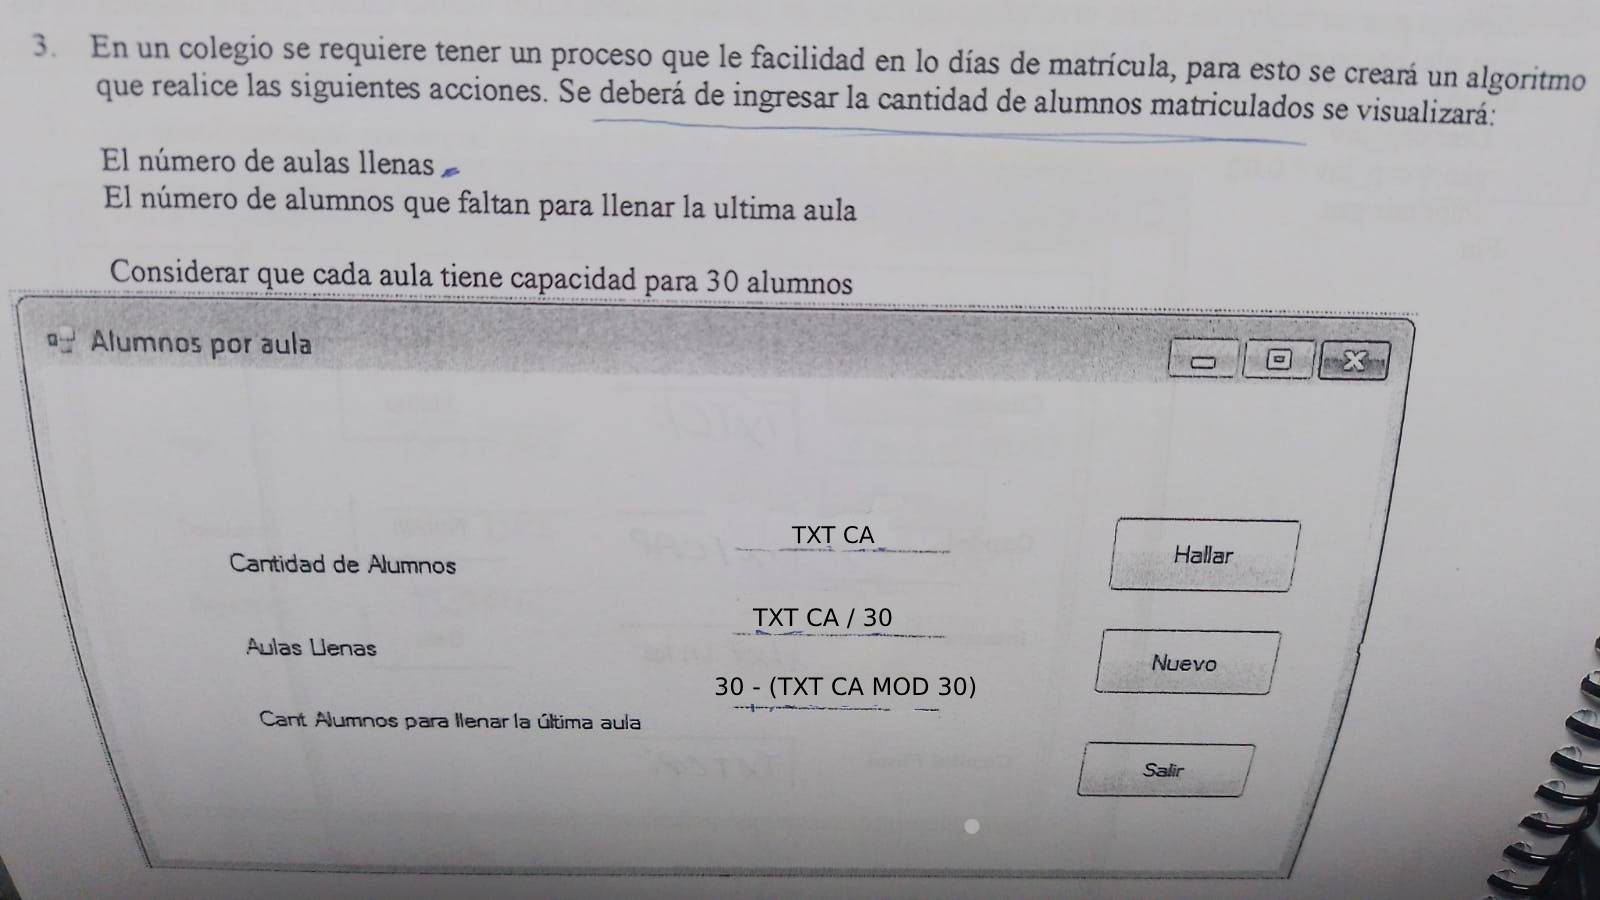 3. En un colegio se requiere tener un proceso que le facilidad en lo días de matrícula, para esto se creará un algoritmo
que realice las siguientes acciones. Se deberá de ingresar la cantidad de alumnos matriculados se visualizará:
El número de aulas llenas
El número de alumnos que faltan para llenar la ultima aula
Considerar que cada aula tiene capacidad para 30 alumnos
Alumnos por aula
Cantidad de Alumnos
TXT CA
Hallar
Aulas Llenas
TXT CA / 30
Nuevo
Cant Alumnos para llenar la última aula
30 - (TXT CA MOD 30)
Salir